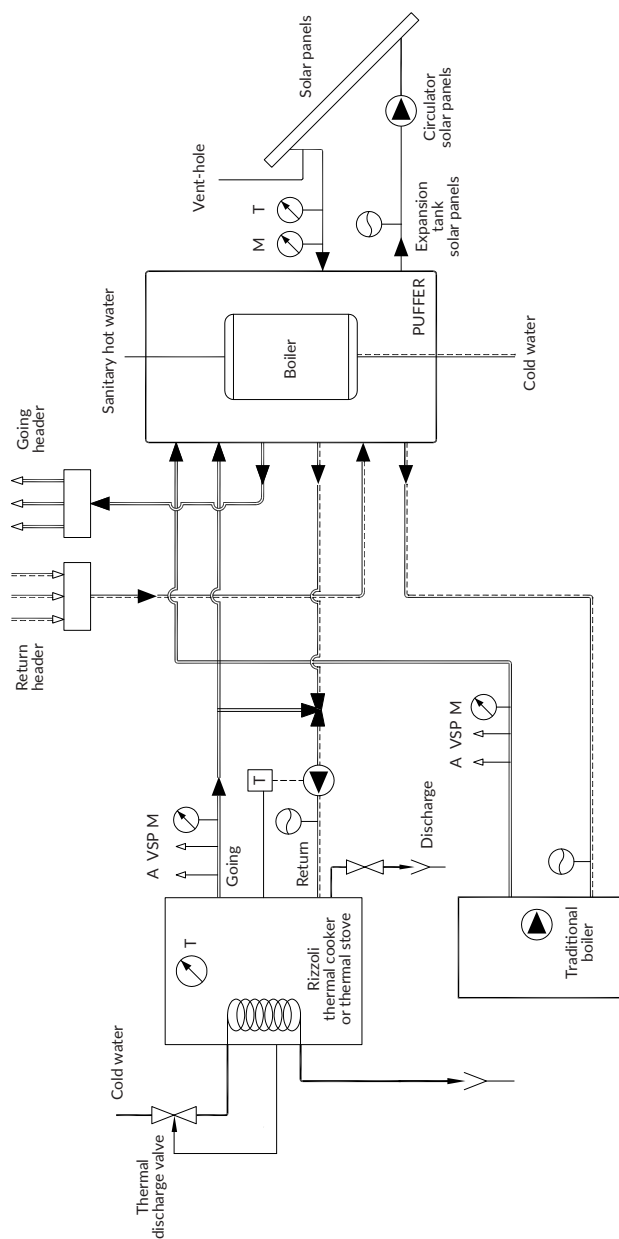 Cold water
Thermal
discharge valve
T
Rizzoli
thermal cooker
or thermal stove
A VSP M
Going
T
Return
Discharge
Return
header
Going
header
A VSP M
Traditional
boiler
Sanitary hot water
Boiler
PUFFER
Cold water
Vent-hole
M
T
Solar panels
Expansion
tank
solar panels
Circulator
solar panels